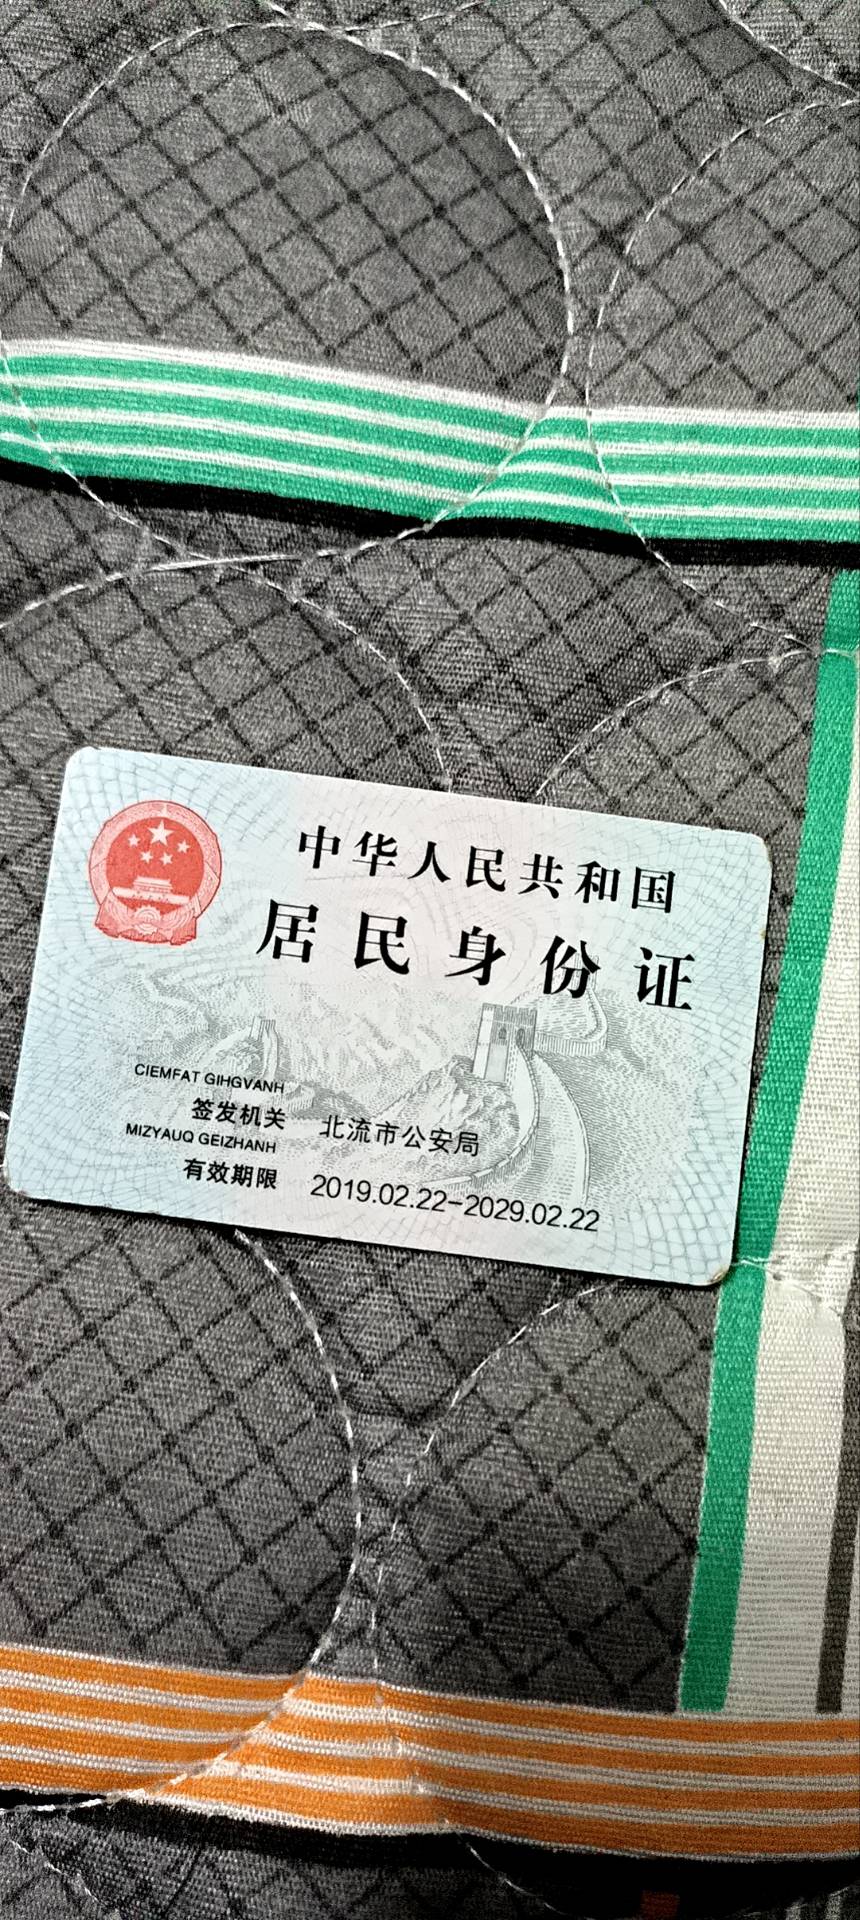 中华人民共和国
居民身份证
CIEMFAT GIHGVANH
签发机关 北流市公安局
MIZYAUQ GEIZHANH
有效期限 2019.02.22-2029.02.22